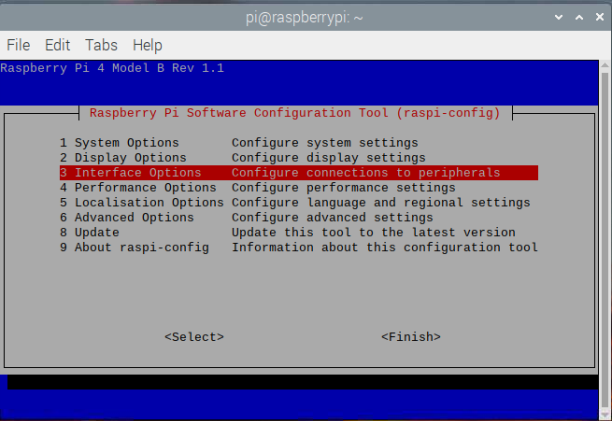 pi@raspberrypi: ~
File Edit Tabs Help
Raspberry Pi 4 Model B Rev 1.1
Raspberry Pi Software Configuration Tool (raspi-config)
1 System Options Configure system settings
2 Display Options Configure display settings
3 Interface Options Configure connections to peripherals
4 Performance Options Configure performance settings
5 Localisation Options Configure language and regional settings
6 Advanced Options Configure advanced settings
8 Update Update this tool to the latest version
9 About raspi-config Information about this configuration tool
<Select> <Finish>